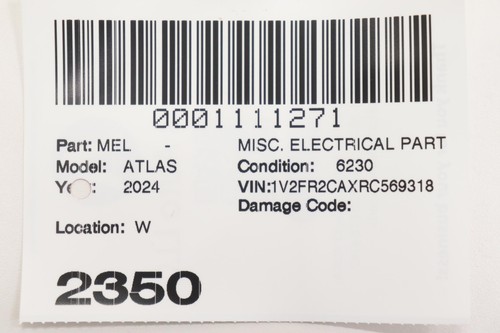 0001111271
Part: MEL - MISC. ELECTRICAL PART
Model: ATLAS Condition: 6230
2024 VIN:1V2FR2CAXRC569318
Damage Code:
Location: W
2350